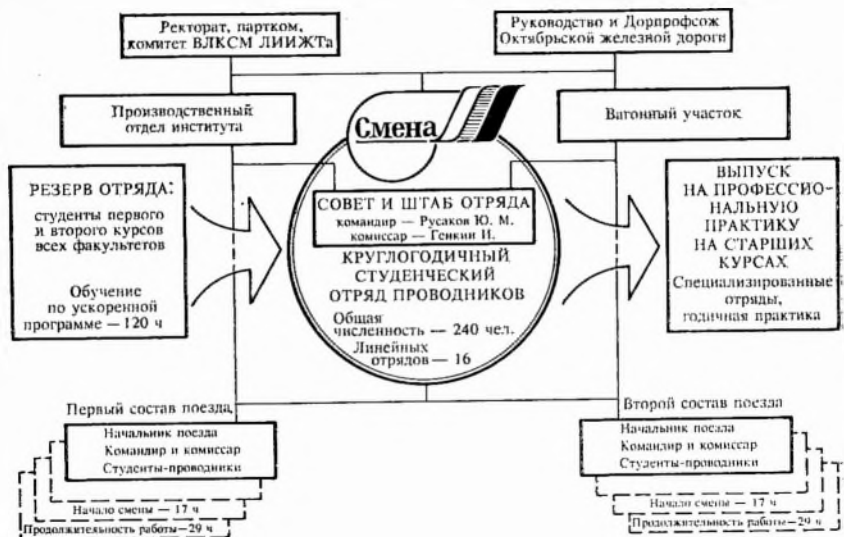 Ректорат, партком,
комитет ВЛКСМ ЛИИЖТа
Руководство и Дорпрофсож
Октябрьской железной дороги
Производственный
отдел института
Смена
Вагонный участок
РЕЗЕРВ ОТРЯДА:
студенты первого
и второго курсов
всех факультетов
Обучение
по ускоренной
программе — 120 ч
СОВЕТ И ШТАБ ОТРЯДА
командир — Русаков Ю. М.
комиссар — Генкин И.
КРУГЛОГОДИЧНЫЙ
СТУДЕНЧЕСКИЙ
ОТРЯД ПРОВОДНИКОВ
Общая
численность — 240 чел.
Линейных
отрядов — 16
ВЫПУСК
НА ПРОФЕССИО-
НАЛЬНУЮ
ПРАКТИКУ
НА СТАРШИХ
КУРСАХ
Специализированные
отряды,
годичная практика
Первый состав поезда
Начальник поезда
Командир и комиссар
Студенты-проводники
Начало смены — 17 ч
Продолжительность работы — 29 ч
Второй состав поезда
Начальник поезда
Командир и комиссар
Студенты-проводники
Начало смены — 17 ч
Продолжительность работы — 29 ч